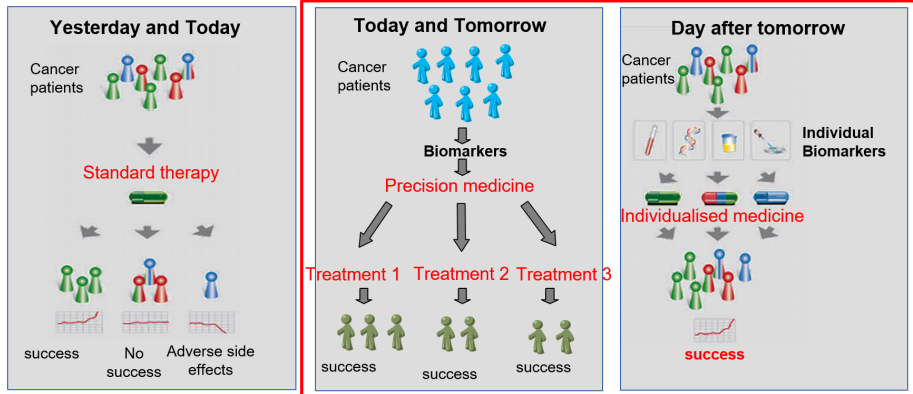 Yesterday and Today
Cancer
patients
Standard therapy
success
No
success
Adverse side
effects
Today and Tomorrow
Cancer
patients
Biomarkers
Precision medicine
Treatment 1
Treatment 2
Treatment 3
success
success
success
Day after tomorrow
Cancer
patients
Individual
Biomarkers
Individualised medicine
success